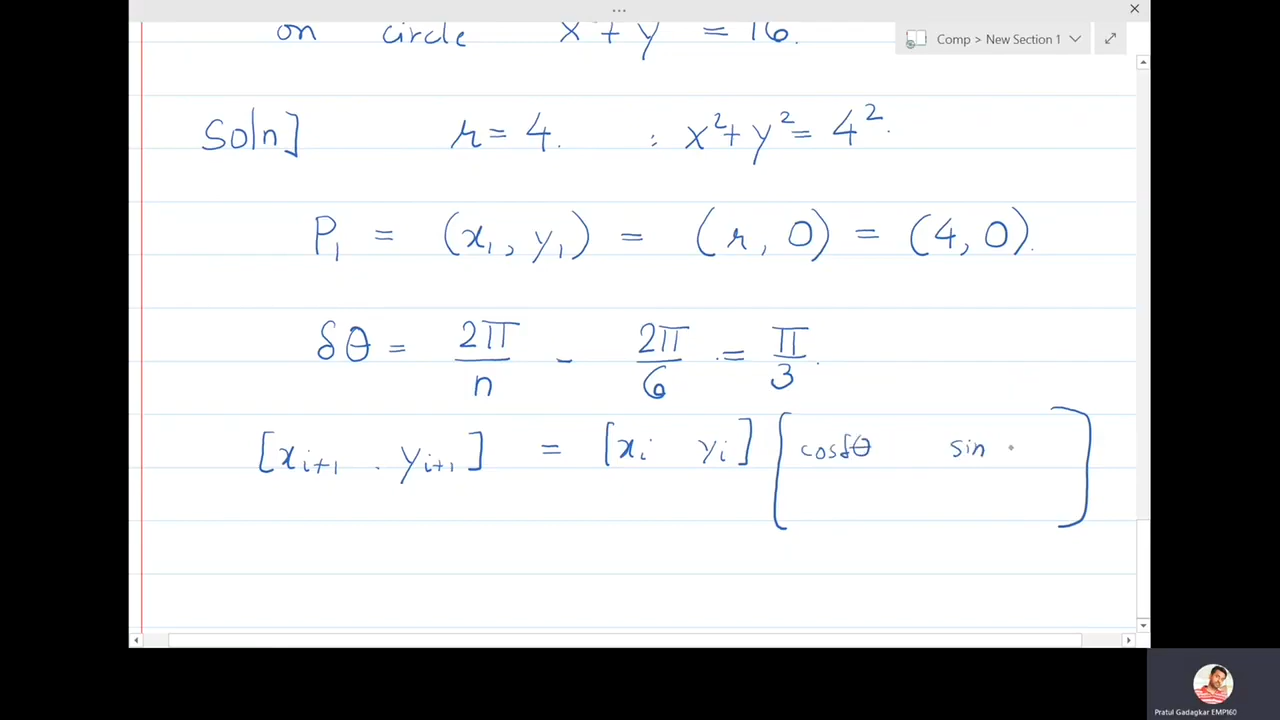 Comp > New Section 1
on circle x²+y² = 16.
Soln] r = 4. : x²+y² = 4².
P₁ = (x₁, y₁) = (r, 0) = (4, 0).
δθ = 2π/n - 2π/6 = π/3.
[xᵢ₊₁ . yᵢ₊₁] = [xᵢ yᵢ] [cosδθ sin
Pratul Gadagkar EMP160